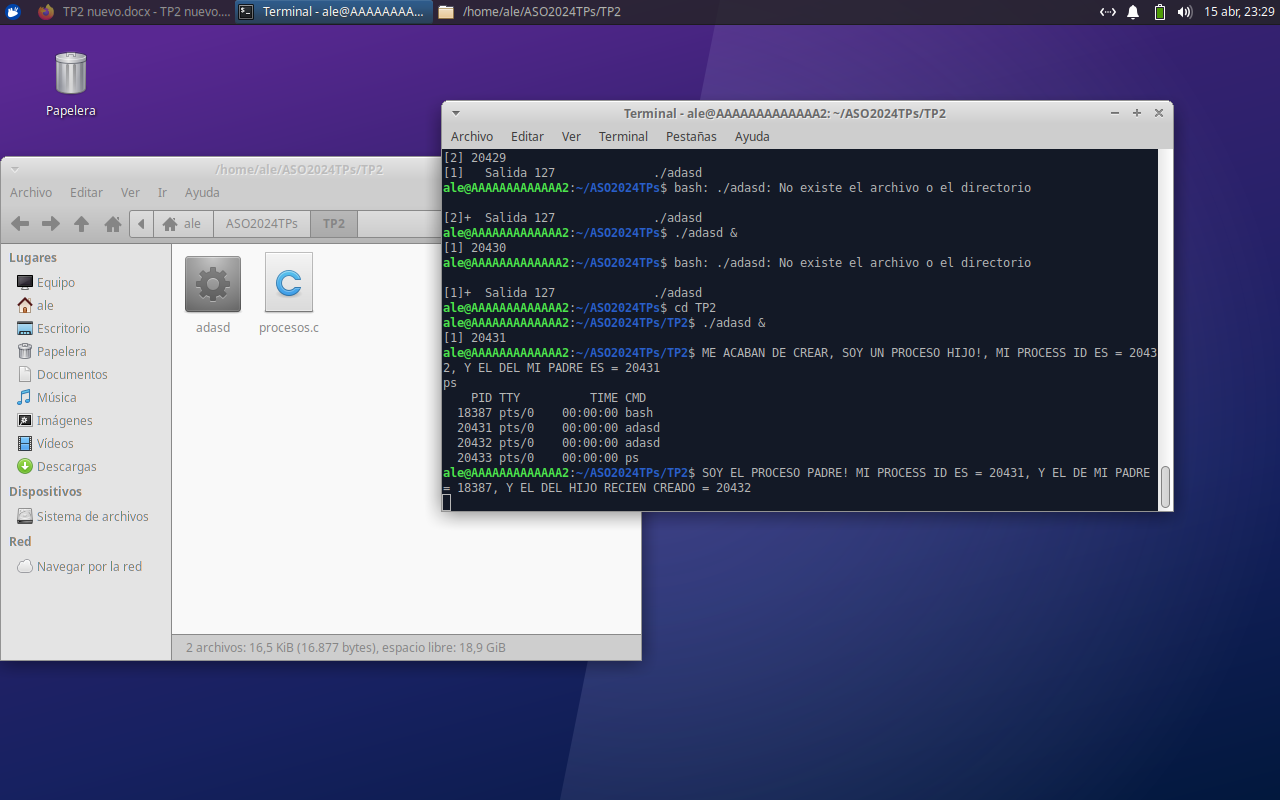 TP2 nuevo.docx - TP2 nuevo....
Terminal - ale@AAAAAAAA...
/home/ale/ASO2024TPs/TP2
15 abr, 23:29
Papelera
/home/ale/ASO2024TPs/TP2
Archivo Editar Ver Ir Ayuda
ale ASO2024TPs TP2
Lugares
Equipo
ale
Escritorio
Papelera
Documentos
Música
Imágenes
Vídeos
Descargas
Dispositivos
Sistema de archivos
Red
Navegar por la red
adasd
procesos.c
2 archivos: 16,5 KiB (16.877 bytes), espacio libre: 18,9 GiB
Terminal - ale@AAAAAAAAAAAAA2: ~/ASO2024TPs/TP2
Archivo Editar Ver Terminal Pestañas Ayuda
[2] 20429
[1]   Salida 127              ./adasd
ale@AAAAAAAAAAAAA2:~/ASO2024TPs$ bash: ./adasd: No existe el archivo o el directorio
[2]+  Salida 127              ./adasd
ale@AAAAAAAAAAAAA2:~/ASO2024TPs$ ./adasd &
[1] 20430
ale@AAAAAAAAAAAAA2:~/ASO2024TPs$ bash: ./adasd: No existe el archivo o el directorio
[1]+  Salida 127              ./adasd
ale@AAAAAAAAAAAAA2:~/ASO2024TPs$ cd TP2
ale@AAAAAAAAAAAAA2:~/ASO2024TPs/TP2$ ./adasd &
[1] 20431
ale@AAAAAAAAAAAAA2:~/ASO2024TPs/TP2$ ME ACABAN DE CREAR, SOY UN PROCESO HIJO!, MI PROCESS ID ES = 2043
2, Y EL DEL MI PADRE ES = 20431
ps
    PID TTY          TIME CMD
  18387 pts/0    00:00:00 bash
  20431 pts/0    00:00:00 adasd
  20432 pts/0    00:00:00 adasd
  20433 pts/0    00:00:00 ps
ale@AAAAAAAAAAAAA2:~/ASO2024TPs/TP2$ SOY EL PROCESO PADRE! MI PROCESS ID ES = 20431, Y EL DE MI PADRE
= 18387, Y EL DEL HIJO RECIEN CREADO = 20432